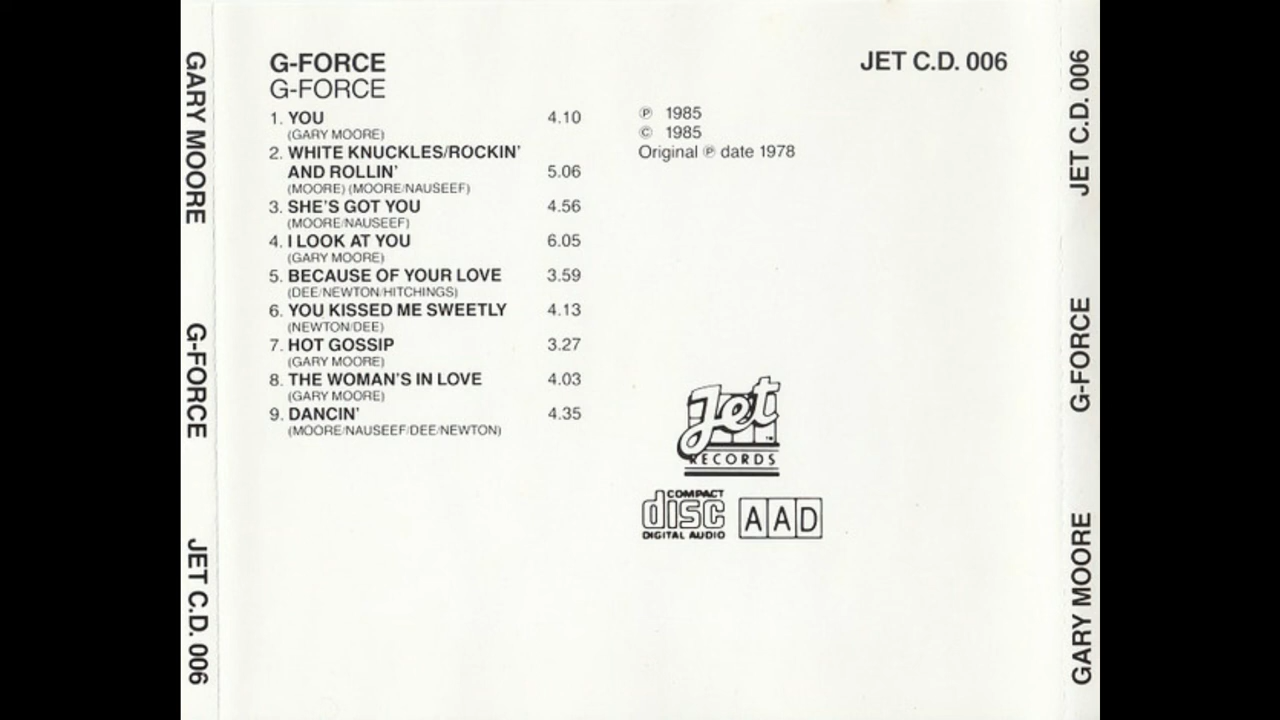 GARY MOORE
G-FORCE
JET C.D. 006
G-FORCE
G-FORCE
1. YOU 4.10
(GARY MOORE)
2. WHITE KNUCKLES/ROCKIN'
AND ROLLIN' 5.06
(MOORE) (MOORE/NAUSEEF)
3. SHE'S GOT YOU 4.56
(MOORE/NAUSEEF)
4. I LOOK AT YOU 6.05
(GARY MOORE)
5. BECAUSE OF YOUR LOVE 3.59
(DEE/NEWTON/HITCHINGS)
6. YOU KISSED ME SWEETLY 4.13
(NEWTON/DEE)
7. HOT GOSSIP 3.27
(GARY MOORE)
8. THE WOMAN'S IN LOVE 4.03
(GARY MOORE)
9. DANCIN' 4.35
(MOORE/NAUSEEF/DEE/NEWTON)
JET C.D. 006
℗ 1985
© 1985
Original ℗ date 1978
Jet
™
RECORDS
COMPACT
disc
DIGITAL AUDIO
AAD
JET C.D. 006
G-FORCE
GARY MOORE